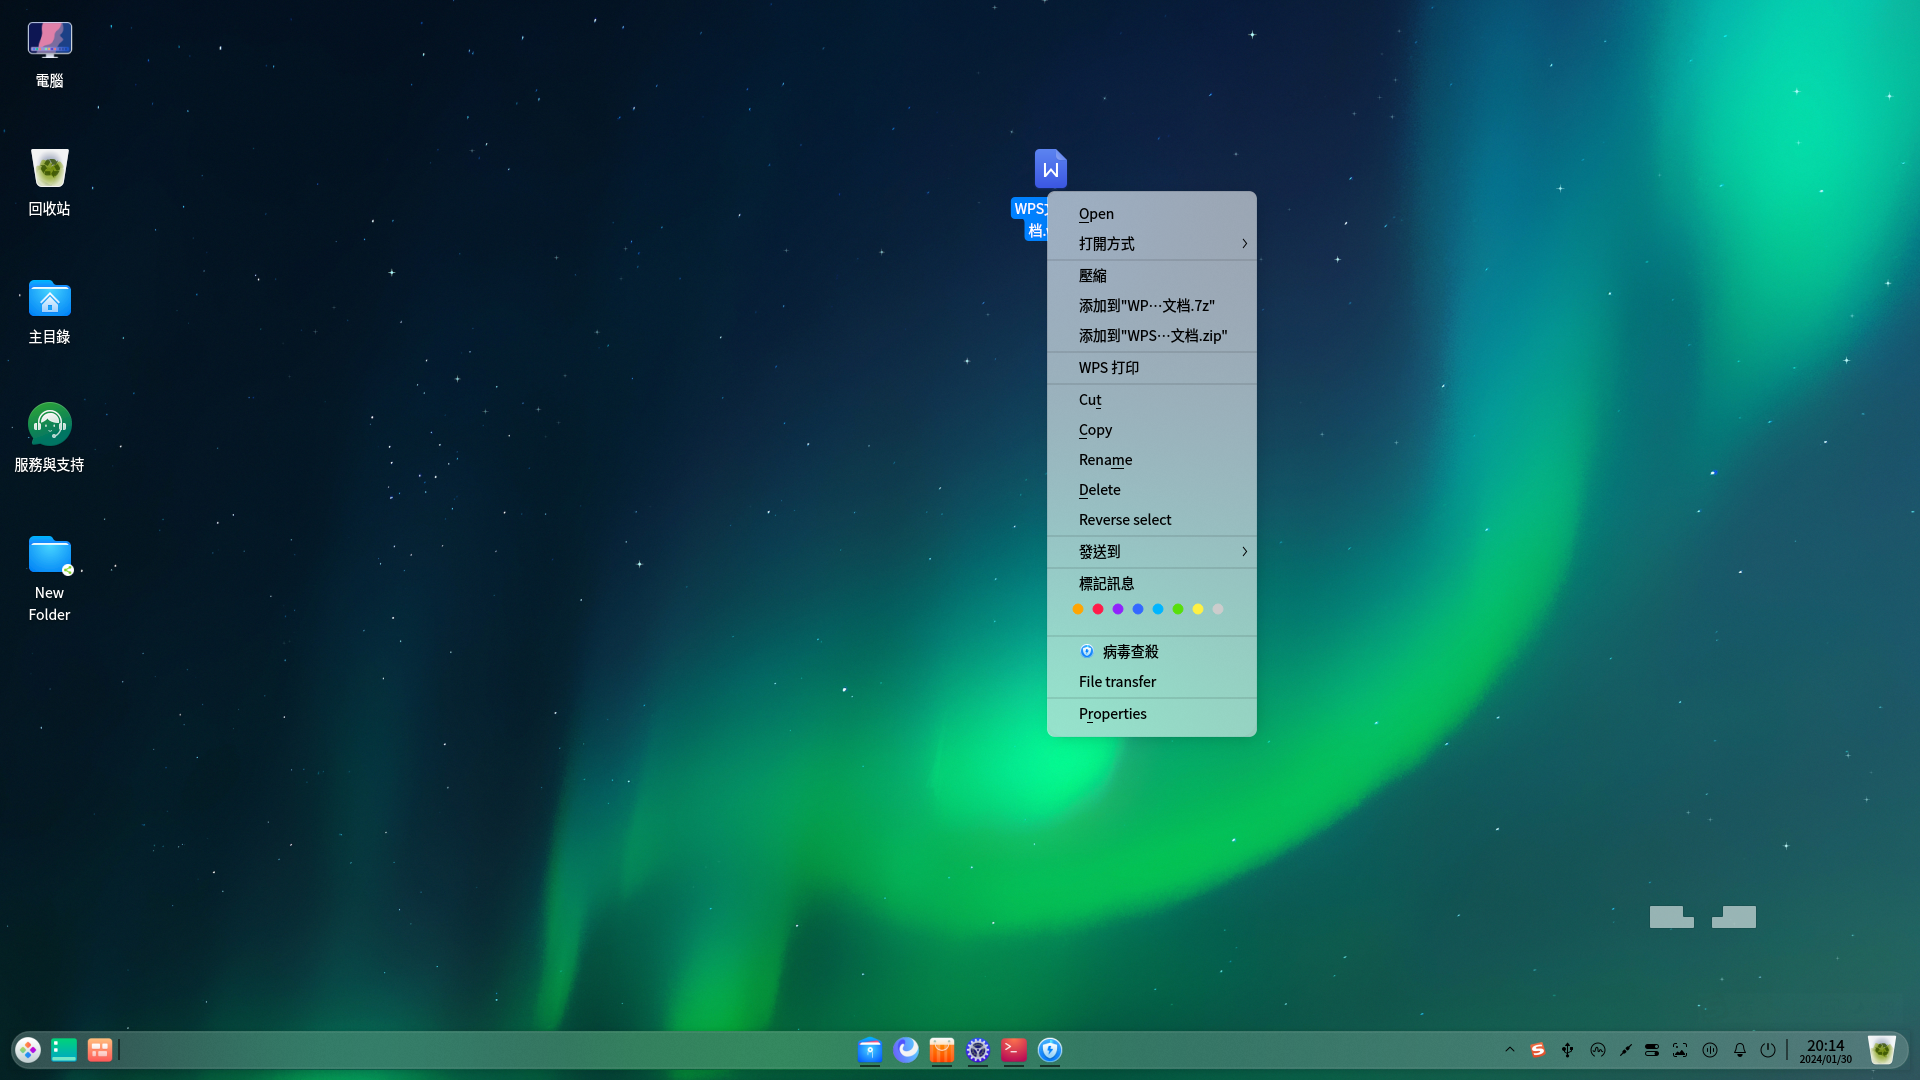 電腦
回收站
主目錄
服務與支持
New
Folder
WPS
档.
Open
打開方式
壓縮
添加到"WP…文档.7z"
添加到"WPS…文档.zip"
WPS 打印
Cut
Copy
Rename
Delete
Reverse select
發送到
標記訊息
病毒查殺
File transfer
Properties
20:14
2024/01/30